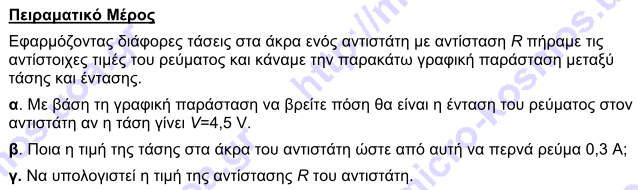 Πειραματικό Μέρος
Εφαρμόζοντας διάφορες τάσεις στα άκρα ενός αντιστάτη με αντίσταση R πήραμε τις
αντίστοιχες τιμές του ρεύματος και κάναμε την παρακάτω γραφική παράσταση μεταξύ
τάσης και έντασης.
α. Με βάση τη γραφική παράσταση να βρείτε πόση θα είναι η ένταση του ρεύματος στον
αντιστάτη αν η τάση γίνει V=4,5 V.
β. Ποια η τιμή της τάσης στα άκρα του αντιστάτη ώστε από αυτή να περνά ρεύμα 0,3 A;
γ. Να υπολογιστεί η τιμή της αντίστασης R του αντιστάτη.